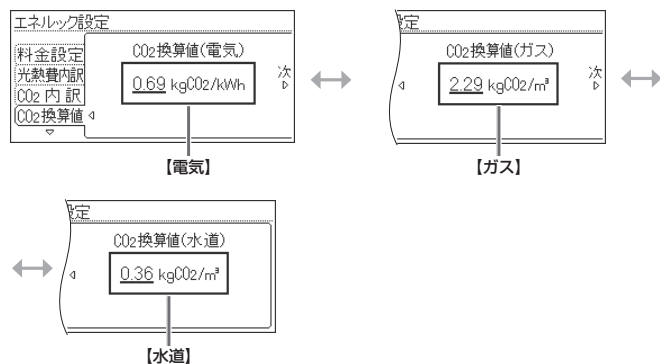 エネルック設定
料金設定
光熱費内訳
CO2 内 訳
CO2換算値
CO2換算値(電気)
0.69 kgCO2/kWh
次
【電気】
設定
CO2換算値(ガス)
2.29 kgCO2/m³
次
【ガス】
設定
CO2換算値(水道)
0.36 kgCO2/m³
【水道】